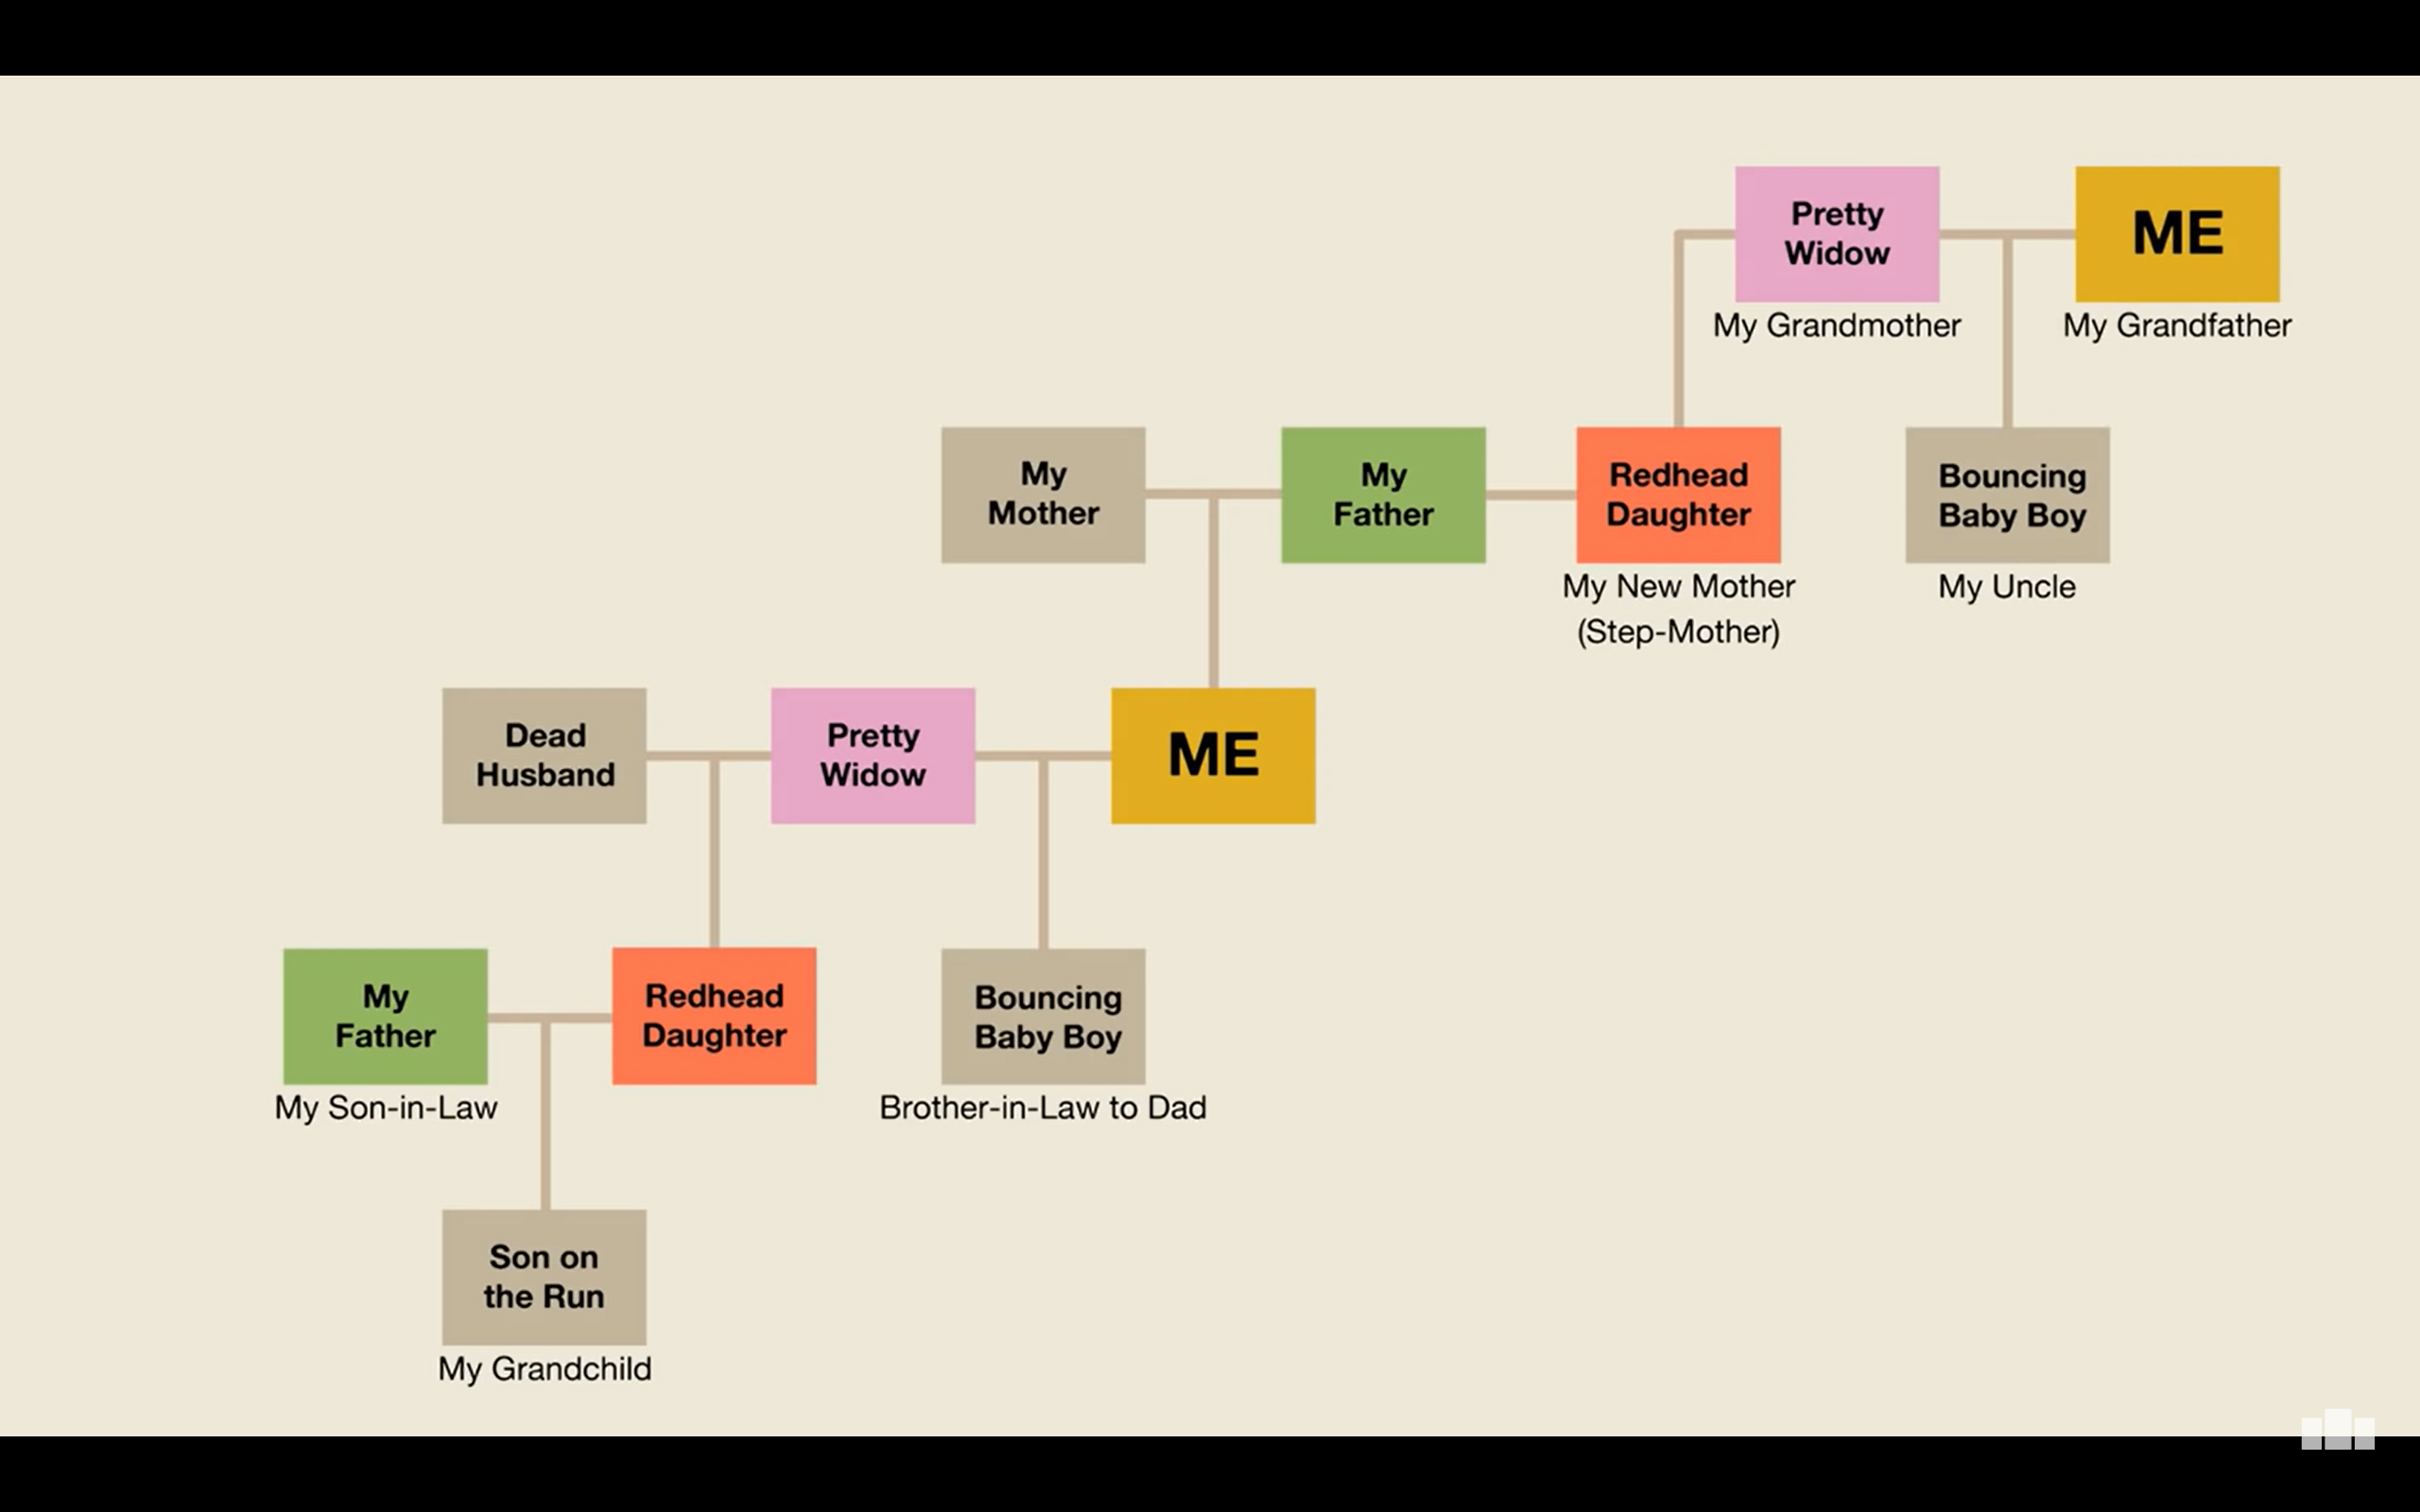 Pretty
Widow
My Grandmother
ME
My Grandfather
My
Mother
My
Father
Redhead
Daughter
My New Mother
(Step-Mother)
Bouncing
Baby Boy
My Uncle
Dead
Husband
Pretty
Widow
ME
My
Father
My Son-in-Law
Redhead
Daughter
Bouncing
Baby Boy
Brother-in-Law to Dad
Son on
the Run
My Grandchild